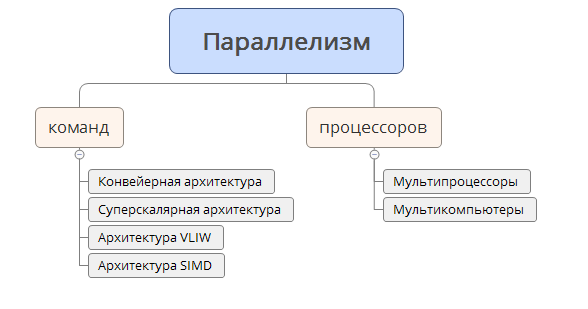 Параллелизм
команд
процессоров
Конвейерная архитектура
Суперскалярная архитектура
Архитектура VLIW
Архитектура SIMD
Мультипроцессоры
Мультикомпьютеры